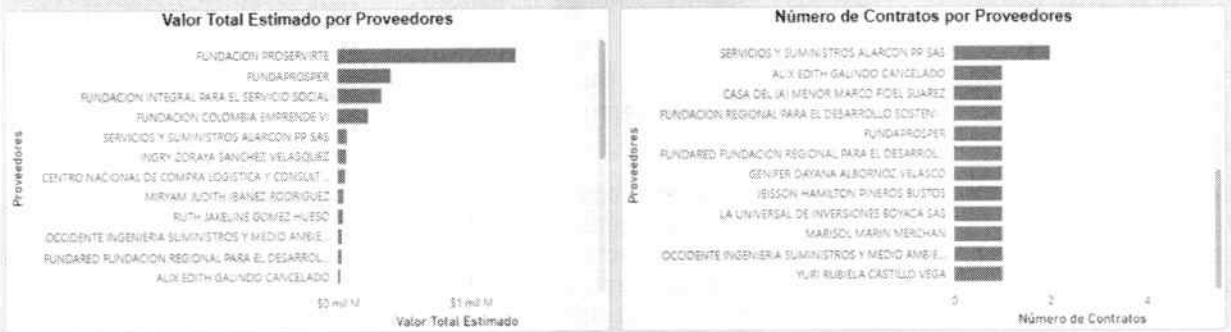 Valor Total Estimado por Proveedores
FUNDACION PROSERVIRTE
FUNDAPROSPER
FUNDACION INTEGRAL PARA EL SERVICIO SOCIAL
FUNDACION COLOMBIA EMPRENDE VI
SERVICIOS Y SUMINISTROS ALARCON PP SAS
INGRY ZORAYA SANCHEZ VELASQUEZ
CENTRO NACIONAL DE COMPRA LOGISTICA Y CONSULT...
MIRYAM JUDITH IBAÑEZ RODRIGUEZ
RUTH JAKELINE GOMEZ HUESO
OCCIDENTE INGENIERIA SUMINISTROS Y MEDIO AMBIE...
FUNDARED FUNDACION REGIONAL PARA EL DESARROL...
ALIX EDITH GALINDO CANCELADO
Proveedores
$0 mil M
$1 mil M
Valor Total Estimado
Número de Contratos por Proveedores
SERVICIOS Y SUMINISTROS ALARCON PP SAS
ALIX EDITH GALINDO CANCELADO
CASA DEL (A) MENOR MARCO FIDEL SUAREZ
FUNDACION REGIONAL PARA EL DESARROLLO SOSTENI...
FUNDAPROSPER
FUNDARED FUNDACION REGIONAL PARA EL DESARROL...
GENIFER DAYANA ALBORNOZ VELASCO
JEISSON HAMILTON PINEROS BUSTOS
LA UNIVERSAL DE INVERSIONES BOYACA SAS
MARISOL MARIN MERCHAN
OCCIDENTE INGENIERIA SUMINISTROS Y MEDIO AMBIE...
YURI RUBIELA CASTILLO VEGA
Proveedores
0
2
4
Número de Contratos